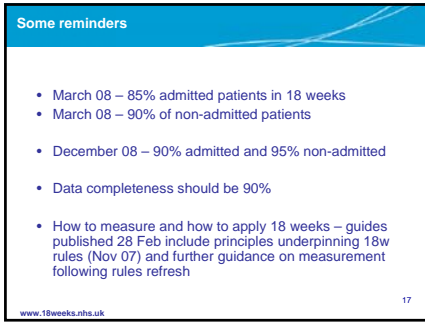 Some reminders
• March 08 – 85% admitted patients in 18 weeks
• March 08 – 90% of non-admitted patients
• December 08 – 90% admitted and 95% non-admitted
• Data completeness should be 90%
• How to measure and how to apply 18 weeks – guides
published 28 Feb include principles underpinning 18w
rules (Nov 07) and further guidance on measurement
following rules refresh
17
www.18weeks.nhs.uk